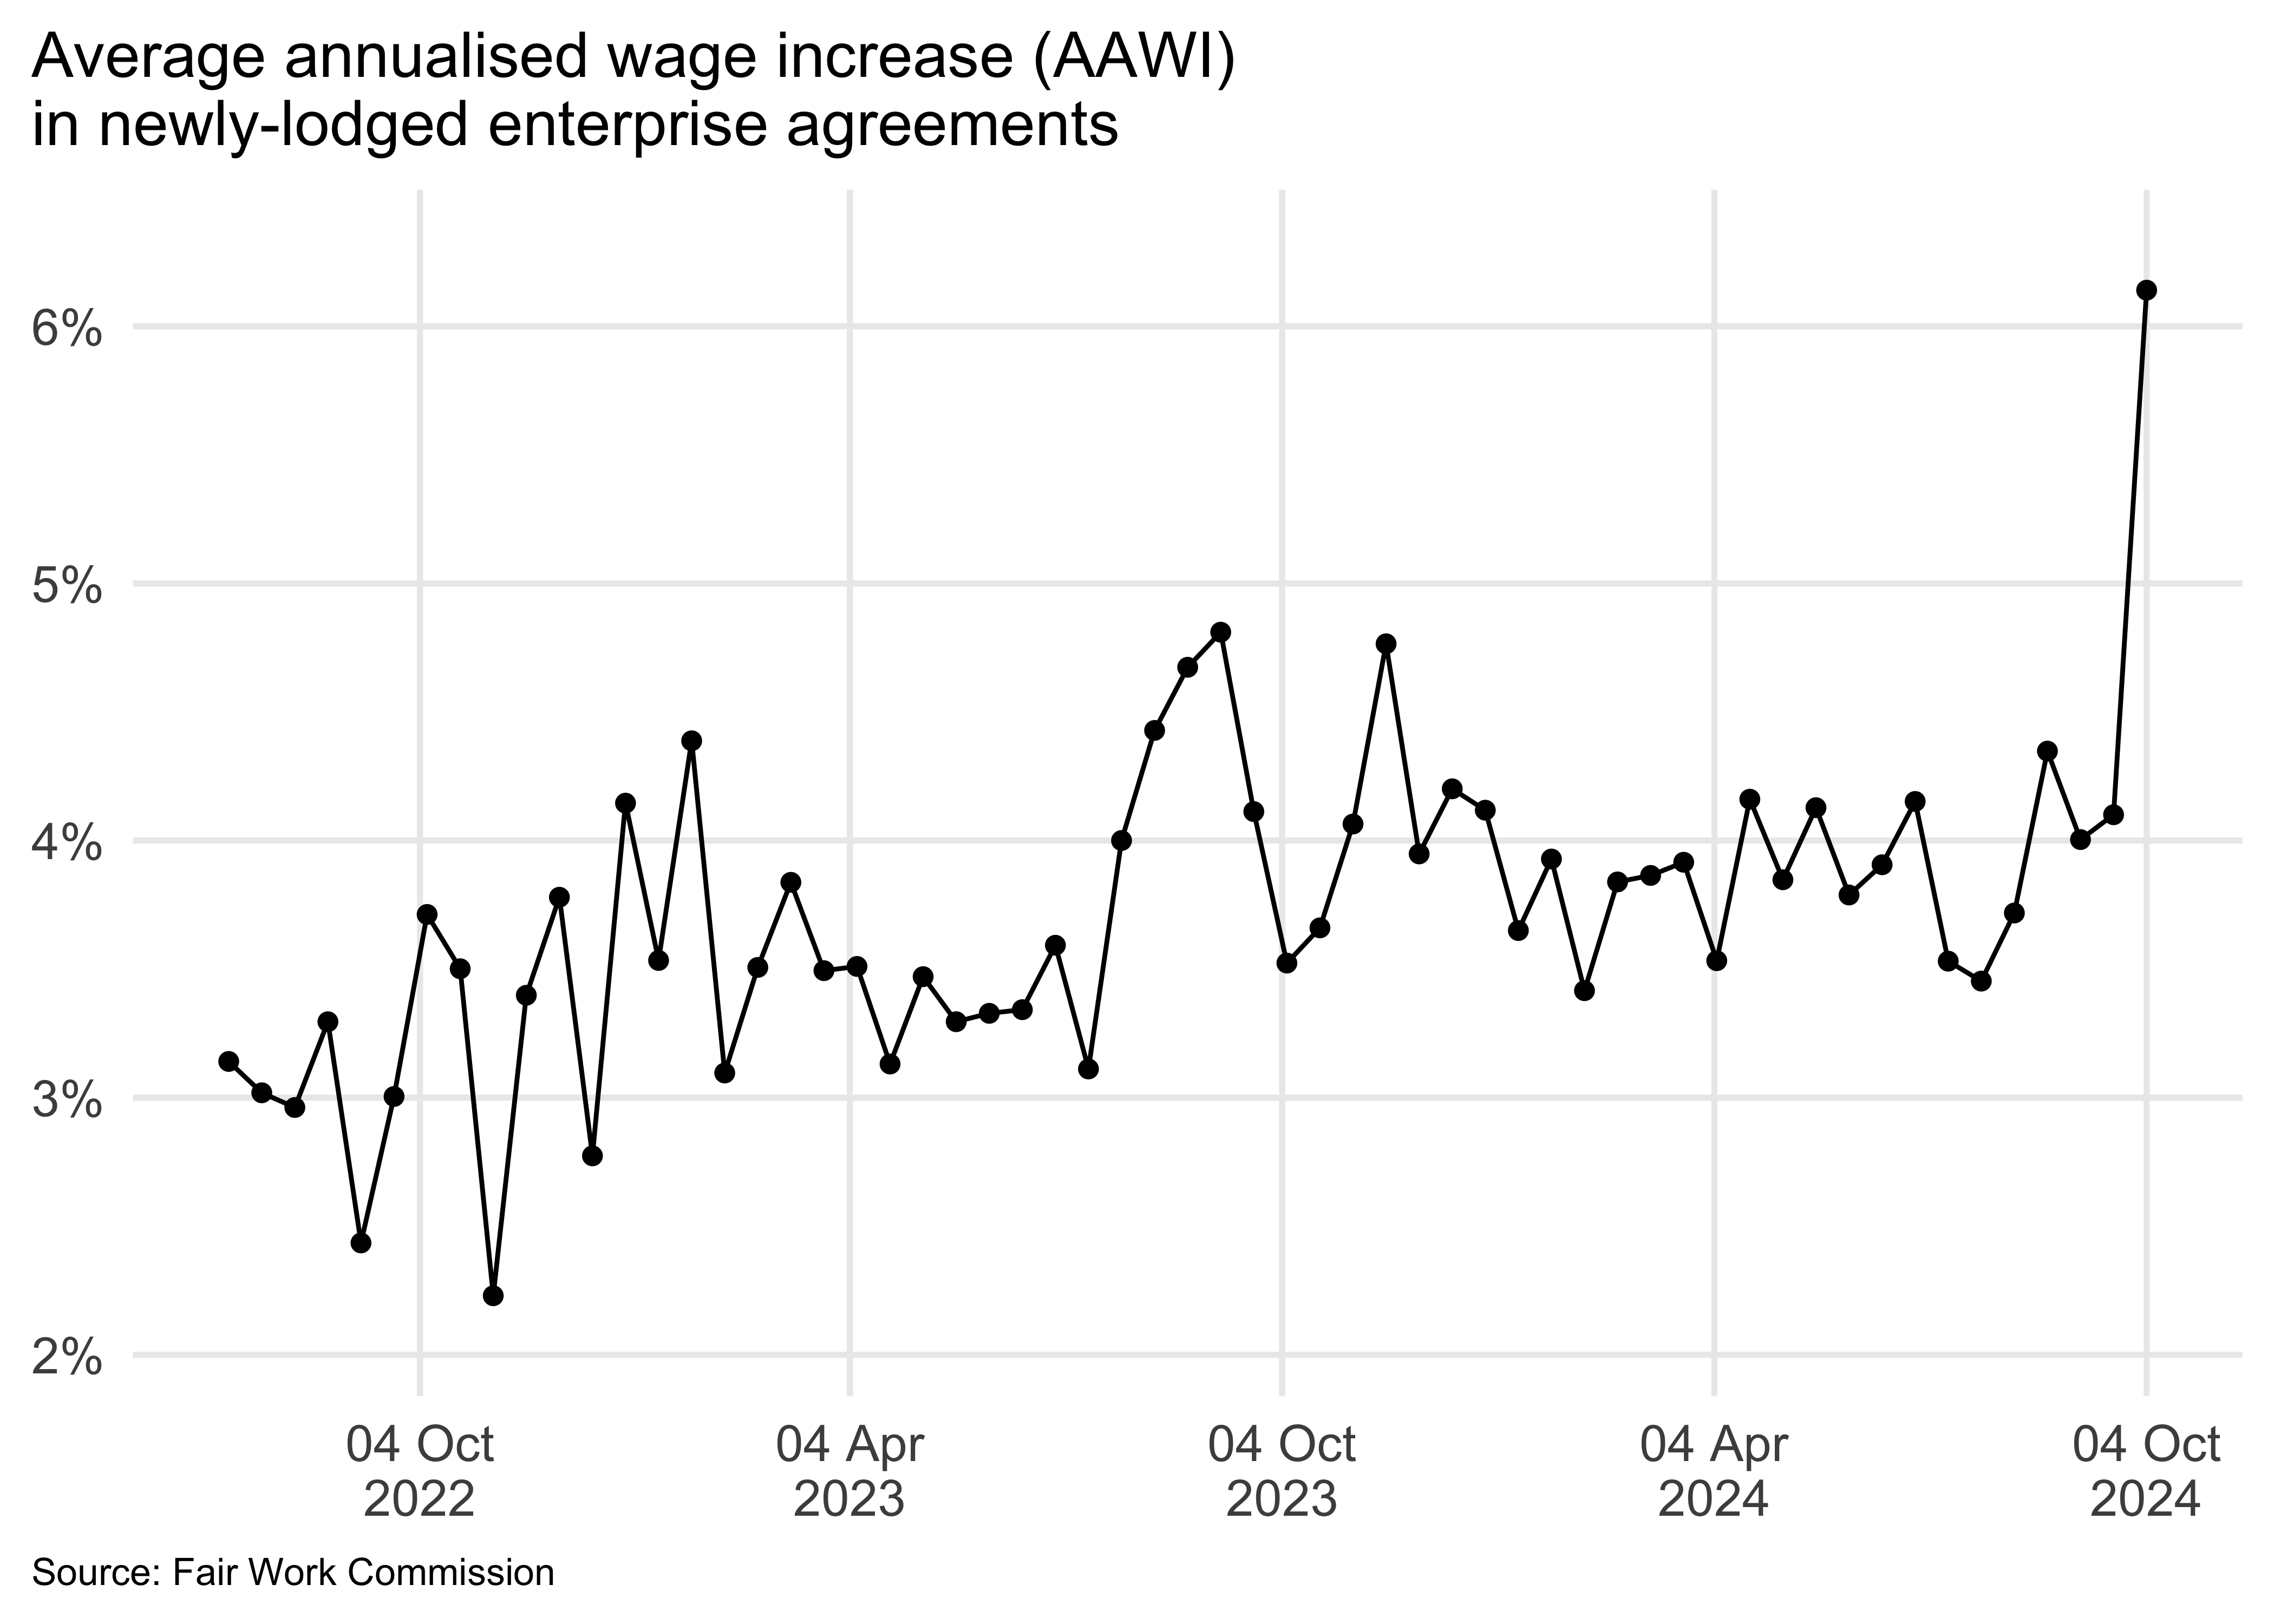 Average annualised wage increase (AAWI)
in newly-lodged enterprise agreements
6%
5%
4%
3%
2%
04 Oct
2022
04 Apr
2023
04 Oct
2023
04 Apr
2024
04 Oct
2024
Source: Fair Work Commission